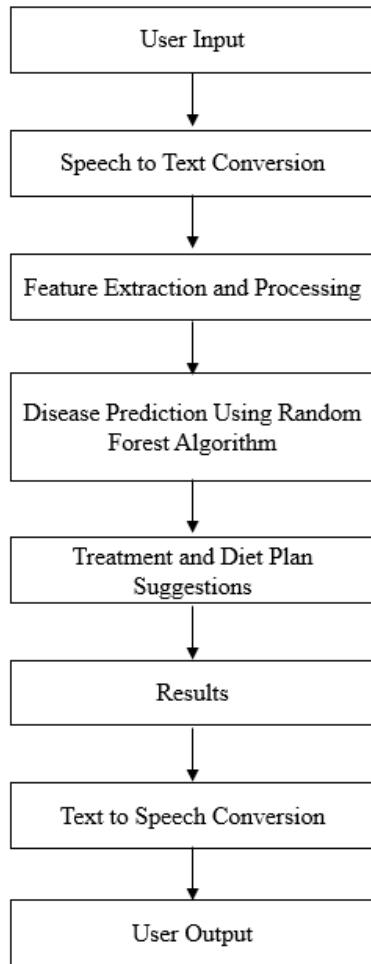 User Input
Speech to Text Conversion
Feature Extraction and Processing
Disease Prediction Using Random
Forest Algorithm
Treatment and Diet Plan
Suggestions
Results
Text to Speech Conversion
User Output